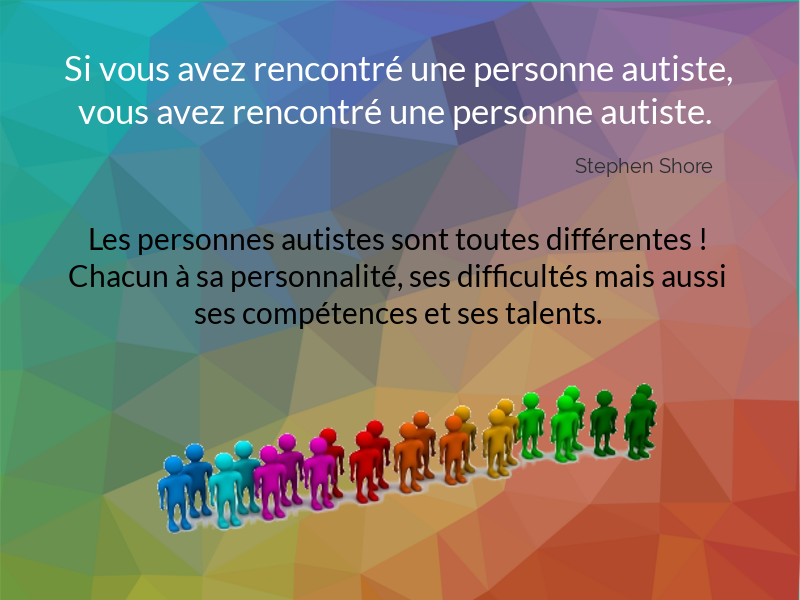 Si vous avez rencontré une personne autiste,
vous avez rencontré une personne autiste.
Stephen Shore
Les personnes autistes sont toutes différentes !
Chacun à sa personnalité, ses difficultés mais aussi
ses compétences et ses talents.